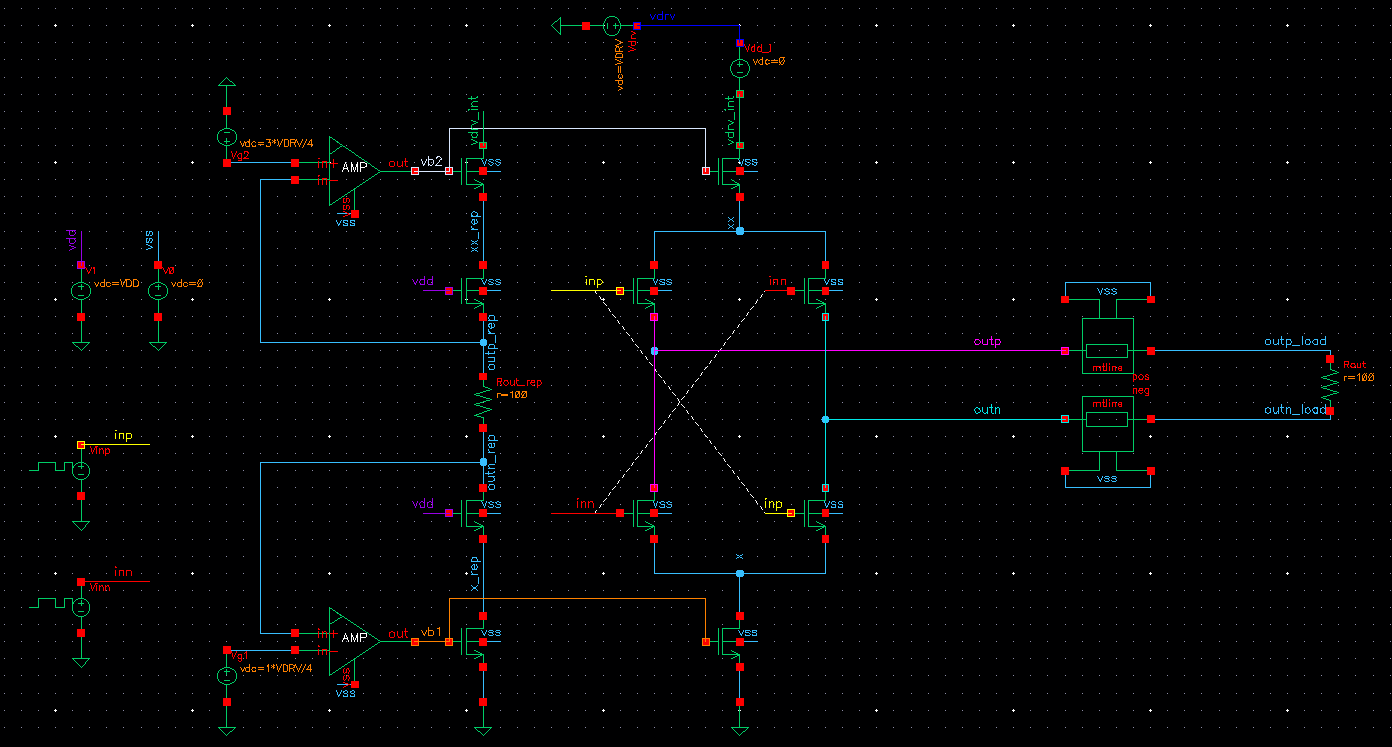 vdrv
vdrv
vdc=VDRV
Vdd_1
vdc=0
vdrv_int
vdrv_int
vdc=3*VDRV/4
Vg2
in+
in-
AMP
out
vb2
vss
vss
vss
vss
xx_rep
xx
vdd
V1
vdc=VDD
vss
V0
vdc=0
vdd
vss
inp
vss
inn
vss
vss
outp_rep
outp
outp_load
mtline
pos
neg
Rout_rep
r=100
Rout
r=100
mtline
outn
outn_load
inp
Vinp
outn_rep
vss
vdd
vss
inn
vss
inp
vss
x_rep
x
inn
Vinn
in+
in-
AMP
out
vb1
vss
vss
Vg1
vdc=1*VDRV/4
vss
vss